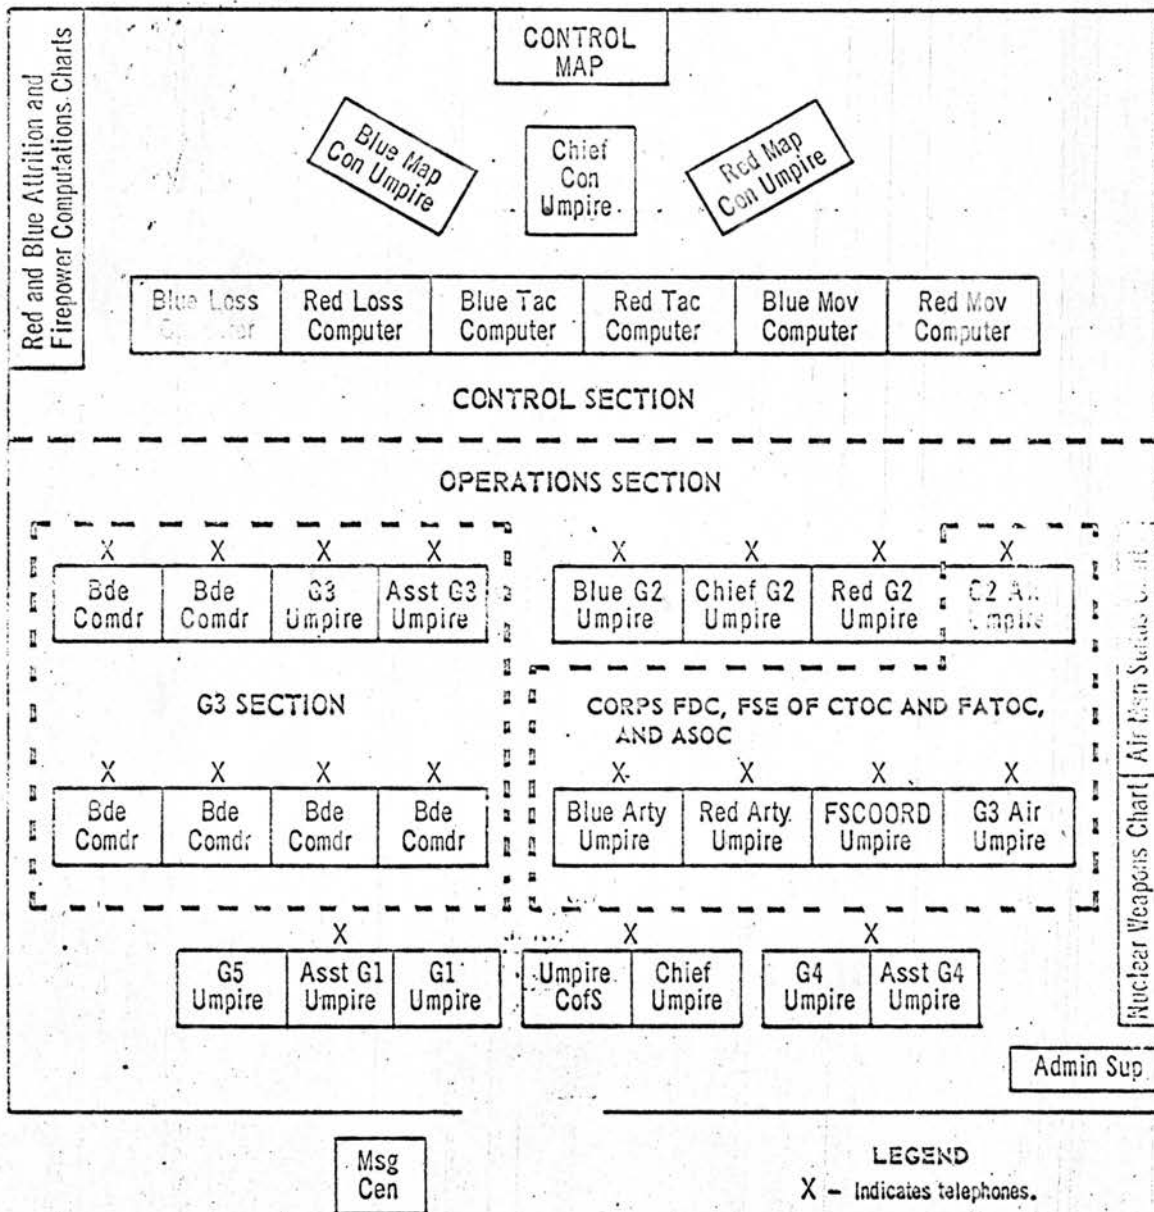 CONTROL
MAP
Red and Blue Attrition and
Firepower Computations. Charts
Blue Map
Con Umpire
Chief
Con
Umpire
Red Map
Con Umpire
Blue Loss
Red Loss
Computer
Blue Tac
Computer
Red Tac
Computer
Blue Mov
Computer
Red Mov
Computer
CONTROL SECTION
OPERATIONS SECTION
X X X X X X X X
Bde
Comdr
Bde
Comdr
G3
Umpire
Asst G3
Umpire
Blue G2
Umpire
Chief G2
Umpire
Red G2
Umpire
G3 SECTION
CORPS FDC, FSE OF CTOC AND FATOC,
AND ASOC
X X X X X X X X
Bde
Comdr
Bde
Comdr
Bde
Comdr
Bde
Comdr
Blue Arty
Umpire
Red Arty
Umpire
FSCOORD
Umpire
G3 Air
Umpire
X X X
G5
Umpire
Asst G1
Umpire
G1
Umpire
Umpire
CofS
Chief
Umpire
G4
Umpire
Asst G4
Umpire
Nuclear Weapons Chart
Admin Sup
Msg
Cen
LEGEND
X - Indicates telephones.